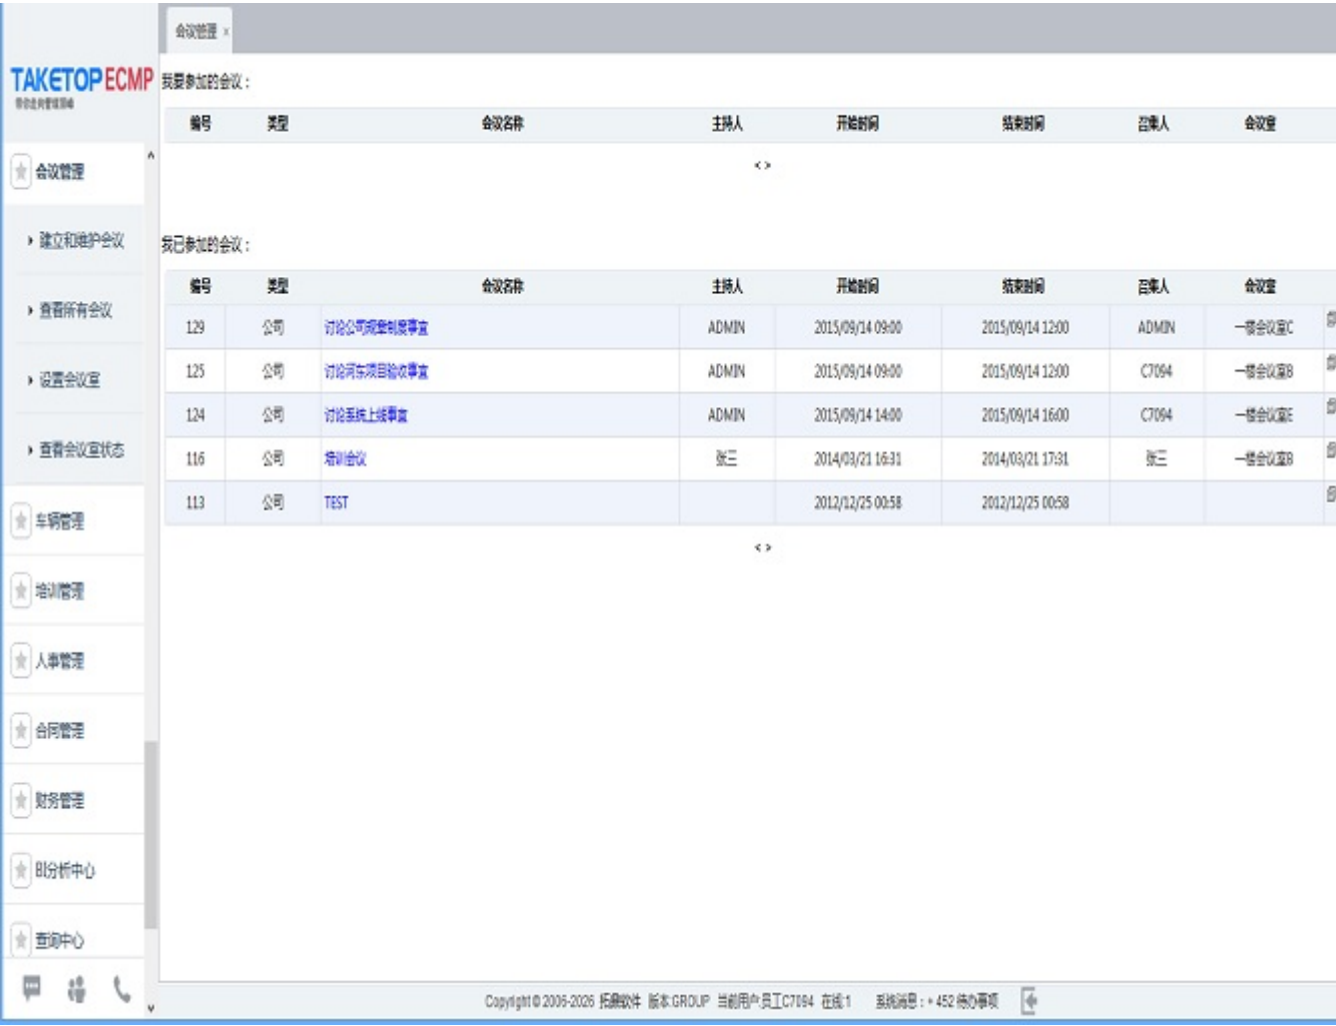 会议管理 ×
TAKETOP ECMP
带你走向管理顶峰
会议管理
建立和维护会议
查看所有会议
设置会议室
查看会议室状态
车辆管理
培训管理
人事管理
合同管理
财务管理
BI分析中心
查询中心
我要参加的会议：
编号 类型 会议名称 主持人 开始时间 结束时间 召集人 会议室
< >
我已参加的会议：
编号 类型 会议名称 主持人 开始时间 结束时间 召集人 会议室
129 公司 讨论公司规章制度事宜 ADMIN 2015/09/14 09:00 2015/09/14 12:00 ADMIN 一楼会议室C
125 公司 讨论河东项目验收事宜 ADMIN 2015/09/14 09:00 2015/09/14 12:00 C7094 一楼会议室B
124 公司 讨论系统上线事宜 ADMIN 2015/09/14 14:00 2015/09/14 16:00 C7094 一楼会议室E
116 公司 培训会议 张三 2014/03/21 16:31 2014/03/21 17:31 张三 一楼会议室B
113 公司 TEST 2012/12/25 00:58 2012/12/25 00:58
< >
Copyright © 2006-2026 拓鼎软件 版本:GROUP 当前用户:员工C7094 在线:1 系统消息：+ 452 待办事项